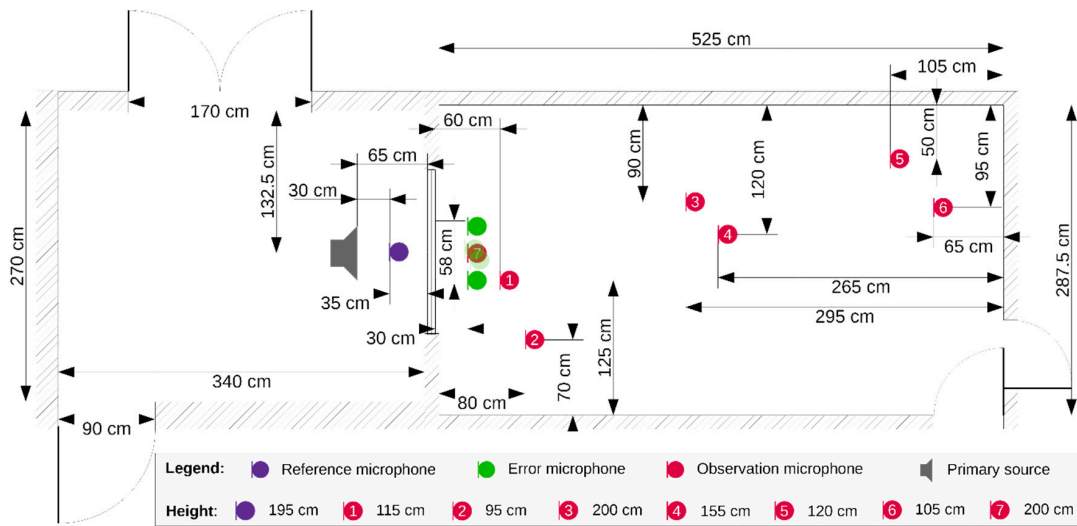 525 cm
105 cm
170 cm
60 cm
65 cm
30 cm
132.5 cm
90 cm
120 cm
50 cm
95 cm
5
3
6
4
7
1
2
58 cm
65 cm
270 cm
35 cm
265 cm
295 cm
287.5 cm
30 cm
125 cm
70 cm
340 cm
80 cm
90 cm
Legend: Reference microphone Error microphone Observation microphone Primary source
Height: 195 cm 1 115 cm 2 95 cm 3 200 cm 4 155 cm 5 120 cm 6 105 cm 7 200 cm